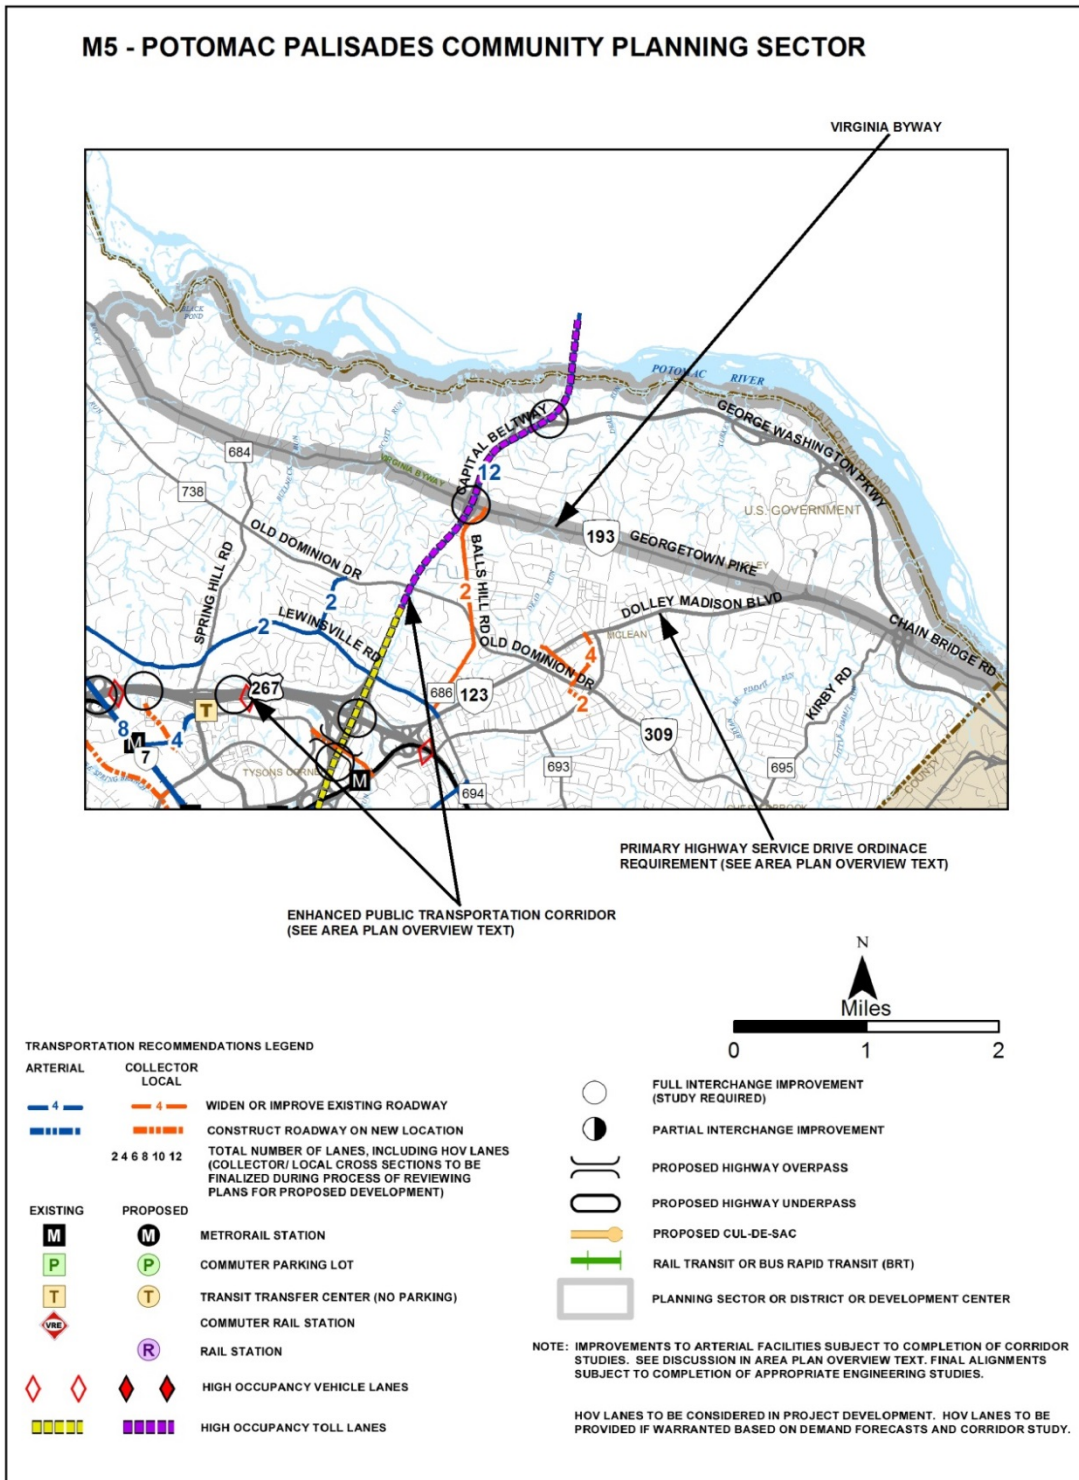 M5 - POTOMAC PALISADES COMMUNITY PLANNING SECTOR
VIRGINIA BYWAY
BLACK
POND
POTOMAC RIVER
STATE OF MARYLAND
GEORGE WASHINGTON PKWY
CAPITAL BELTWAY
VIRGINIA BYWAY
12
684
738
SCOTT
RUN
RUN
U.S. GOVERNMENT
193
GEORGETOWN PIKE
OLD DOMINION DR
BALLS HILL RD
2
DEAD RUN
SPRING HILL RD
2
2
LEWINSVILLE RD
DOLLEY MADISON BLVD
MCLEAN
OLD DOMINION DR
4
2
CHAIN BRIDGE RD
KIRBY RD
267
686
123
T
309
8
M
7
4
TYSONS CORNER
M
693
695
694
COUNTY
PRIMARY HIGHWAY SERVICE DRIVE ORDINACE
REQUIREMENT (SEE AREA PLAN OVERVIEW TEXT)
ENHANCED PUBLIC TRANSPORTATION CORRIDOR
(SEE AREA PLAN OVERVIEW TEXT)
N
Miles
0 1 2
TRANSPORTATION RECOMMENDATIONS LEGEND
ARTERIAL
COLLECTOR
LOCAL
4 4 WIDEN OR IMPROVE EXISTING ROADWAY
CONSTRUCT ROADWAY ON NEW LOCATION
2 4 6 8 10 12 TOTAL NUMBER OF LANES, INCLUDING HOV LANES
(COLLECTOR/ LOCAL CROSS SECTIONS TO BE
FINALIZED DURING PROCESS OF REVIEWING
PLANS FOR PROPOSED DEVELOPMENT)
EXISTING PROPOSED
M M METRORAIL STATION
P P COMMUTER PARKING LOT
T T TRANSIT TRANSFER CENTER (NO PARKING)
VRE COMMUTER RAIL STATION
R RAIL STATION
HIGH OCCUPANCY VEHICLE LANES
HIGH OCCUPANCY TOLL LANES
FULL INTERCHANGE IMPROVEMENT
(STUDY REQUIRED)
PARTIAL INTERCHANGE IMPROVEMENT
PROPOSED HIGHWAY OVERPASS
PROPOSED HIGHWAY UNDERPASS
PROPOSED CUL-DE-SAC
RAIL TRANSIT OR BUS RAPID TRANSIT (BRT)
PLANNING SECTOR OR DISTRICT OR DEVELOPMENT CENTER
NOTE: IMPROVEMENTS TO ARTERIAL FACILITIES SUBJECT TO COMPLETION OF CORRIDOR
STUDIES. SEE DISCUSSION IN AREA PLAN OVERVIEW TEXT. FINAL ALIGNMENTS
SUBJECT TO COMPLETION OF APPROPRIATE ENGINEERING STUDIES.
HOV LANES TO BE CONSIDERED IN PROJECT DEVELOPMENT. HOV LANES TO BE
PROVIDED IF WARRANTED BASED ON DEMAND FORECASTS AND CORRIDOR STUDY.